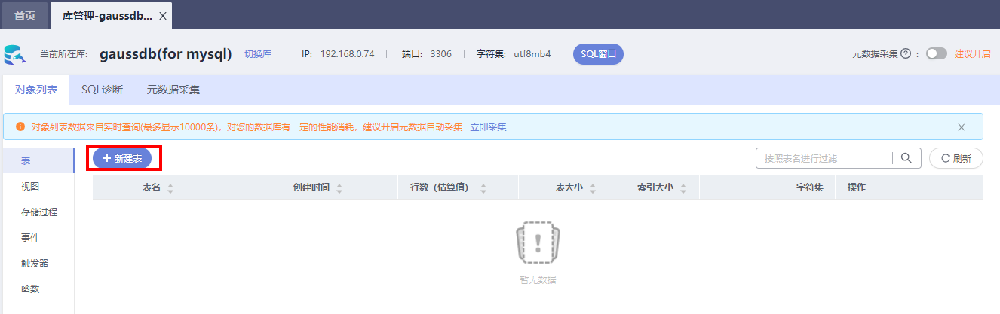 首页 库管理-gaussdb... X
当前所在库: gaussdb(for mysql) 切换库 IP: 192.168.0.74 端口: 3306 字符集: utf8mb4 SQL窗口 元数据采集 ? : 建议开启
对象列表 SQL诊断 元数据采集
对象列表数据来自实时查询(最多显示10000条)，对您的数据库有一定的性能消耗，建议开启元数据自动采集 立即采集
表 + 新建表 按照表名进行过滤 刷新
视图 表名 创建时间 行数（估算值） 表大小 索引大小 字符集 操作
存储过程
事件
触发器
暂无数据
函数